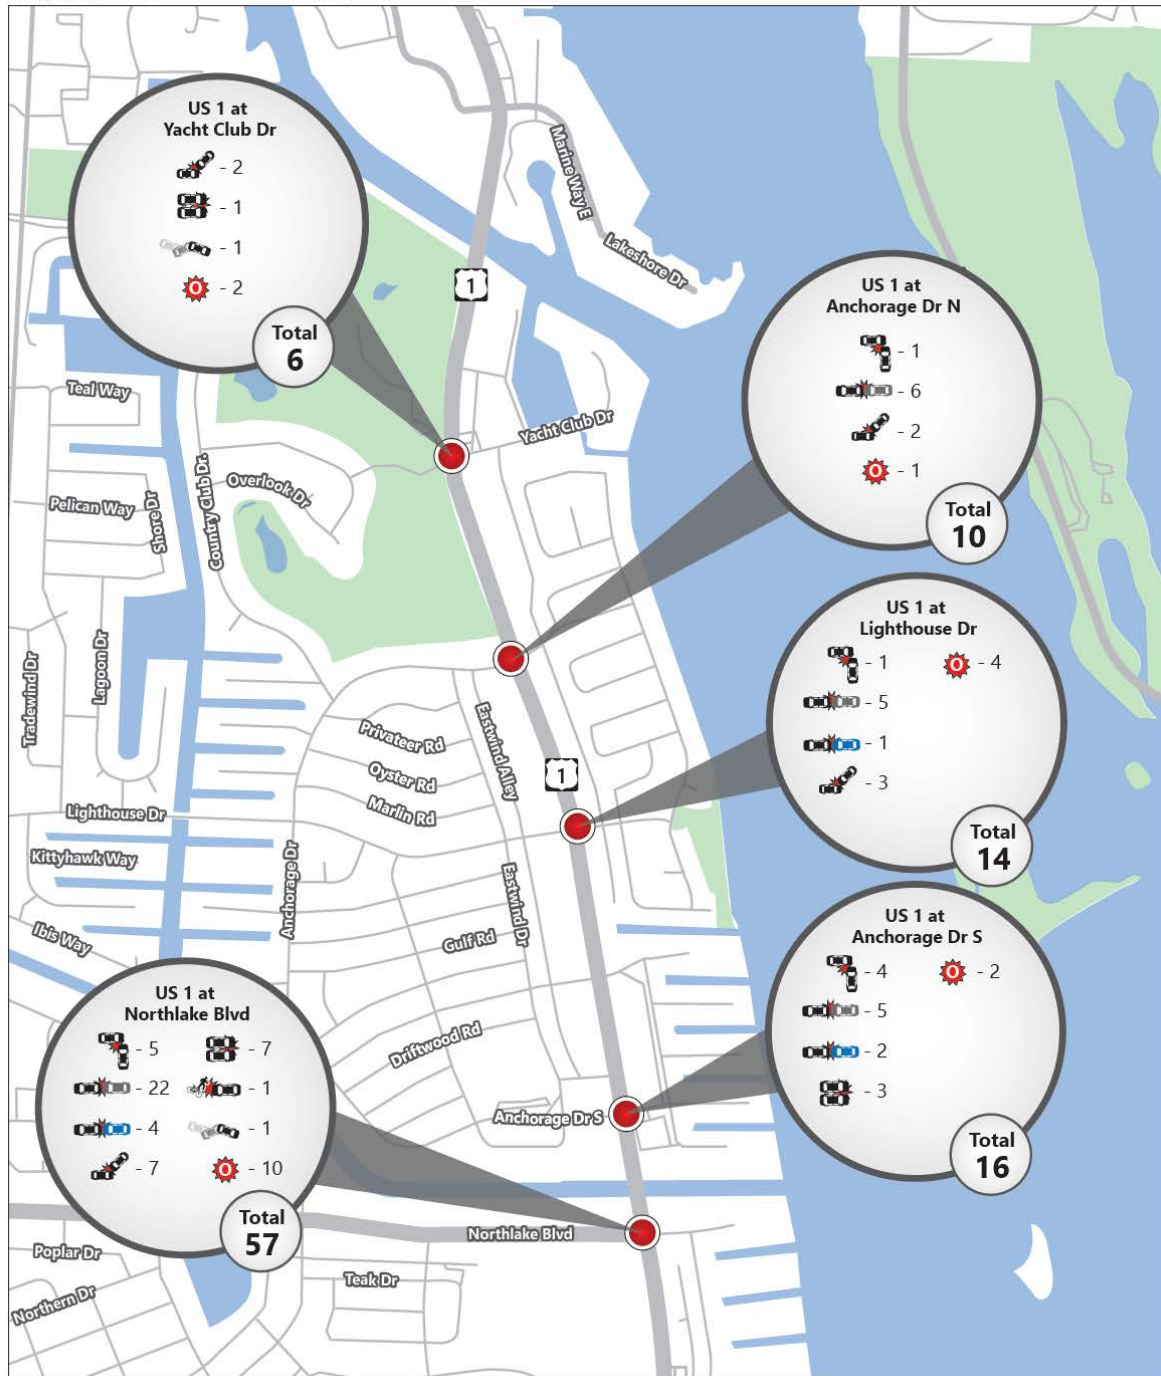 US 1 at
Yacht Club Dr
- 2
- 1
- 1
O - 2
Total
6
US 1 at
Anchorage Dr N
- 1
- 6
- 2
O - 1
Total
10
US 1 at
Lighthouse Dr
- 1
- 5
- 1
- 3
O - 4
Total
14
US 1 at
Anchorage Dr S
- 4
- 5
- 2
- 3
O - 2
Total
16
US 1 at
Northlake Blvd
- 5
- 22
- 4
- 7
- 7
- 1
- 1
O - 10
Total
57
Marine Way E
Lakeshore Dr
1
Teal Way
Yacht Club Dr
Overlook Dr
Country Club Dr.
Pelican Way
Shore Dr
Lagoon Dr
Tradewind Dr
Privateer Rd
Oyster Rd
Marlin Rd
Eastwind Alley
1
Lighthouse Dr
Kittyhawk Way
Anchorage Dr
Eastwind Dr
Ibis Way
Gulf Rd
Driftwood Rd
Anchorage Dr S
Northlake Blvd
Poplar Dr
Teak Dr
Northern Dr